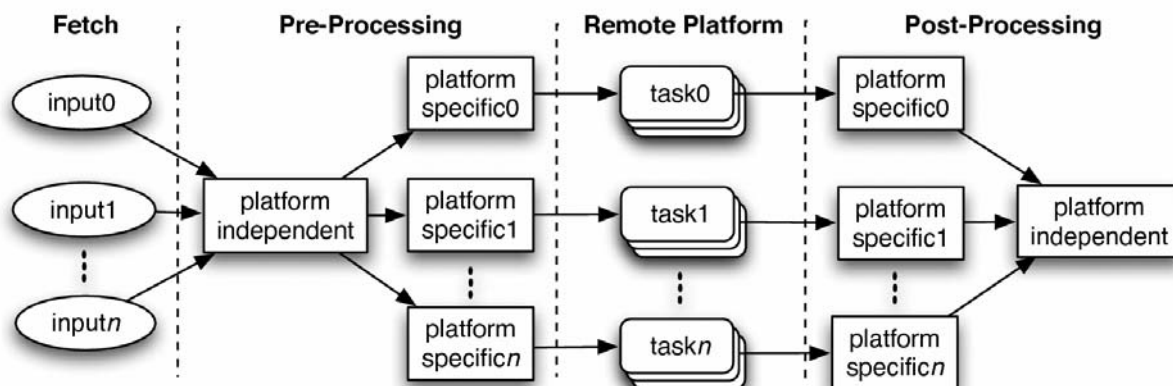 Fetch
Pre-Processing
Remote Platform
Post-Processing
input0
input1
inputn
platform
independent
platform
specific0
platform
specific1
platform
specificn
task0
task1
taskn
platform
specific0
platform
specific1
platform
specificn
platform
independent